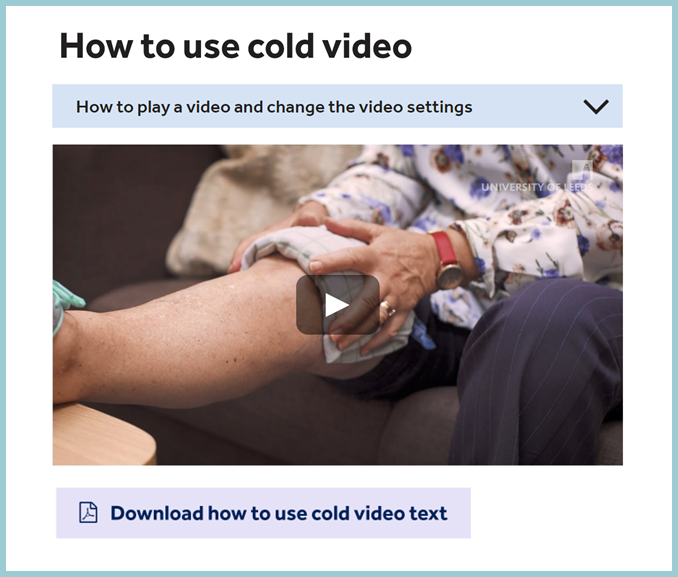 How to use cold video
How to play a video and change the video settings
UNIVERSITY OF LEEDS
Download how to use cold video text